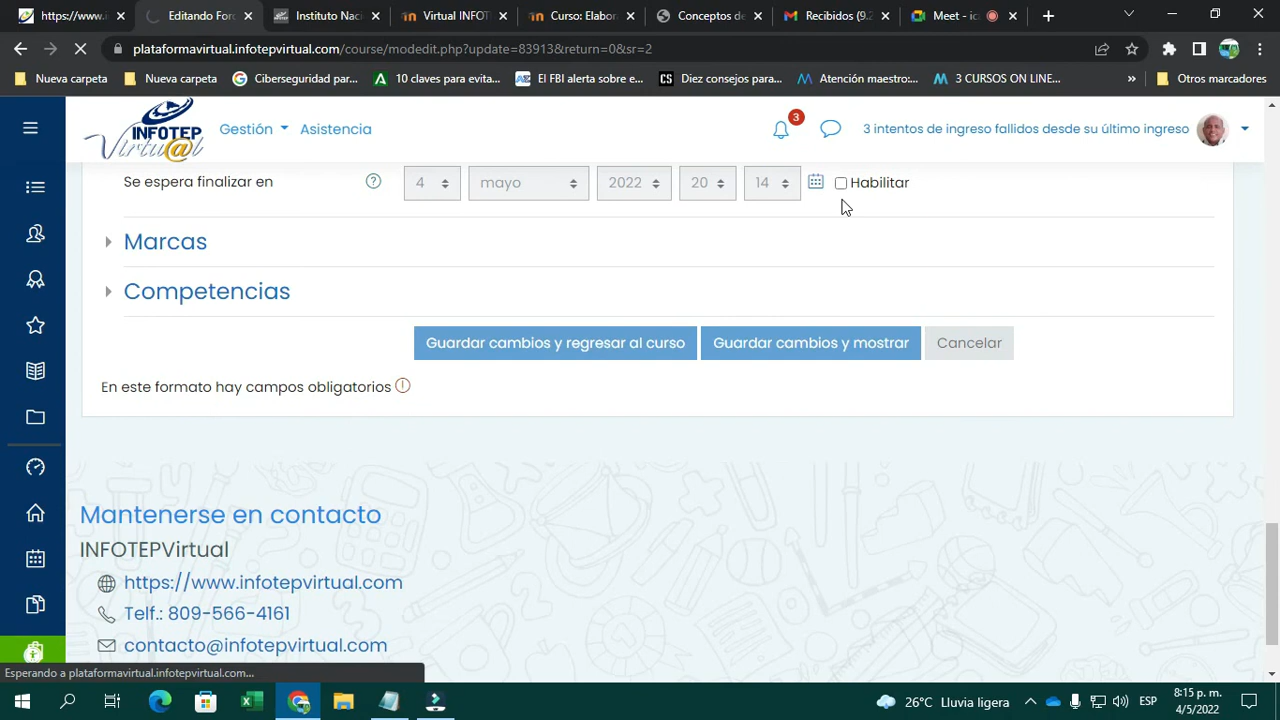 https://www.in
Editando Forc
Instituto Naci
Virtual INFOT
Curso: Elabor
Conceptos de
Recibidos (9.2
Meet - ic
plataformavirtual.infotepvirtual.com/course/modedit.php?update=83913&return=0&sr=2
Nueva carpeta
Nueva carpeta
Ciberseguridad par...
10 claves para evita...
El FBI alerta sobre e...
CS Diez consejos para...
Atención maestro:...
3 CURSOS ON LINE...
»
Otros marcadores
INFOTEP
Virtu@l
Gestión
Asistencia
3
3 intentos de ingreso fallidos desde su último ingreso
Se espera finalizar en
4
mayo
2022
20
14
Habilitar
Marcas
Competencias
Guardar cambios y regresar al curso
Guardar cambios y mostrar
Cancelar
En este formato hay campos obligatorios
Mantenerse en contacto
INFOTEPVirtual
https://www.infotepvirtual.com
Telf.: 809-566-4161
contacto@infotepvirtual.com
Esperando a plataformavirtual.infotepvirtual.com...
26°C Lluvia ligera
ESP
8:15 p. m.
4/5/2022